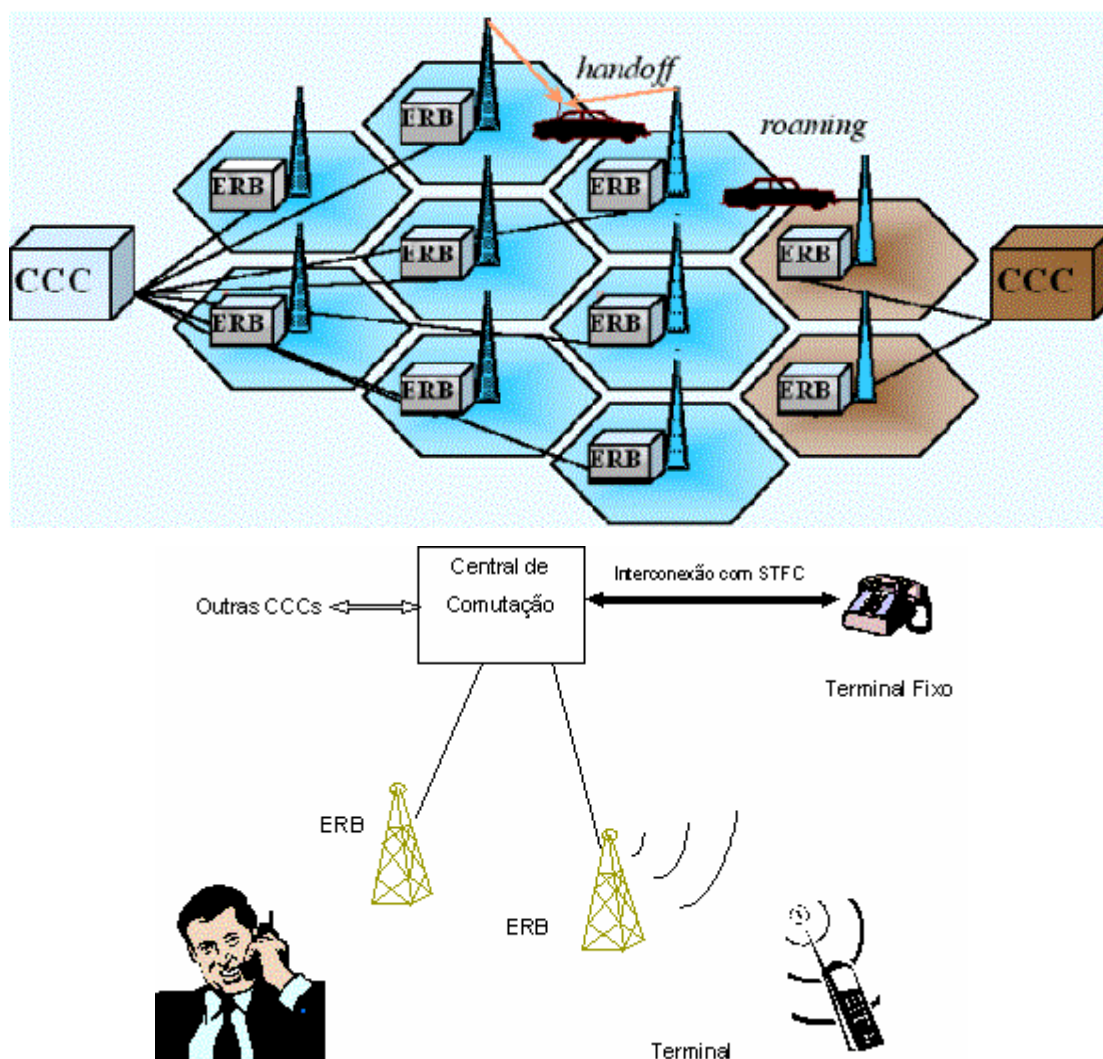 handoff
roaming
ERB
ERB
ERB
ERB
ERB
ERB
CCC
CCC
ERB
ERB
ERB
ERB
ERB
Central de
Comutação
Interconexão com STFC
Outras CCCs
Terminal Fixo
ERB
ERB
Terminal